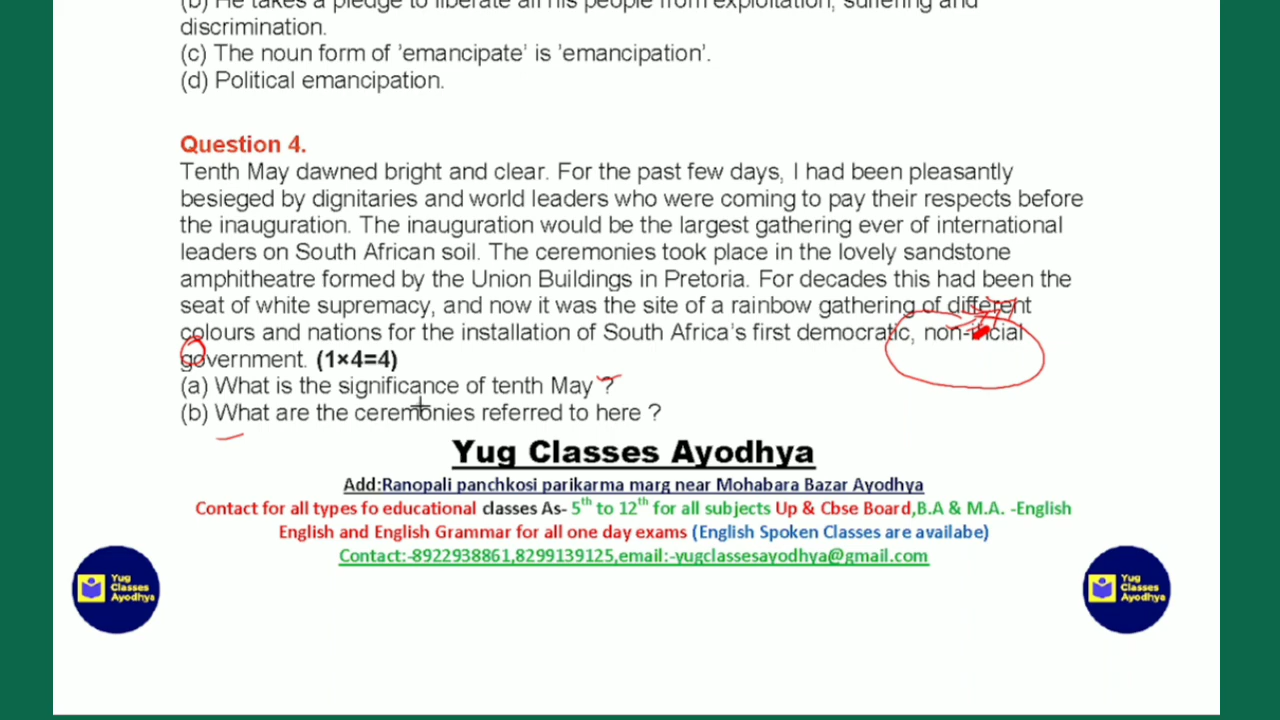 (b) He takes a pledge to liberate all his people from exploitation, suffering and
discrimination.
(c) The noun form of ’emancipate’ is ’emancipation’.
(d) Political emancipation.
Question 4.
Tenth May dawned bright and clear. For the past few days, I had been pleasantly
besieged by dignitaries and world leaders who were coming to pay their respects before
the inauguration. The inauguration would be the largest gathering ever of international
leaders on South African soil. The ceremonies took place in the lovely sandstone
amphitheatre formed by the Union Buildings in Pretoria. For decades this had been the
seat of white supremacy, and now it was the site of a rainbow gathering of different
colours and nations for the installation of South Africa’s first democratic, non-racial
government. (1×4=4)
(a) What is the significance of tenth May ?
(b) What are the ceremonies referred to here ?
Yug Classes Ayodhya
Add:Ranopali panchkosi parikarma marg near Mohabara Bazar Ayodhya
Contact for all types fo educational classes As- 5th to 12th for all subjects Up & Cbse Board,B.A & M.A. -English
English and English Grammar for all one day exams (English Spoken Classes are availabe)
Contact:-8922938861,8299139125,email:-yugclassesayodhya@gmail.com
Yug
Classes
Ayodhya
Yug
Classes
Ayodhya